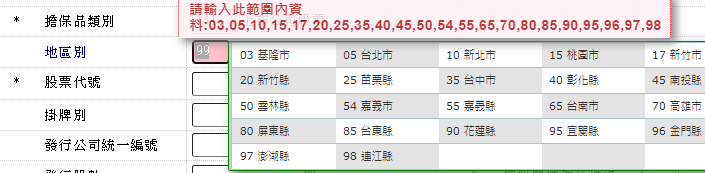 請輸入此範圍內資
料:03,05,10,15,17,20,25,35,40,45,50,54,55,65,70,80,85,90,95,96,97,98
* 擔保品類別
地區別 99
03 基隆市 05 台北市 10 新北市 15 桃園市 17 新竹市
* 股票代號
20 新竹縣 25 苗栗縣 35 台中市 40 彰化縣 45 南投縣
50 雲林縣 54 嘉義市 55 嘉義縣 65 台南市 70 高雄市
掛牌別
80 屏東縣 85 台東縣 90 花蓮縣 95 宜蘭縣 96 金門縣
發行公司統一編號
97 澎湖縣 98 連江縣